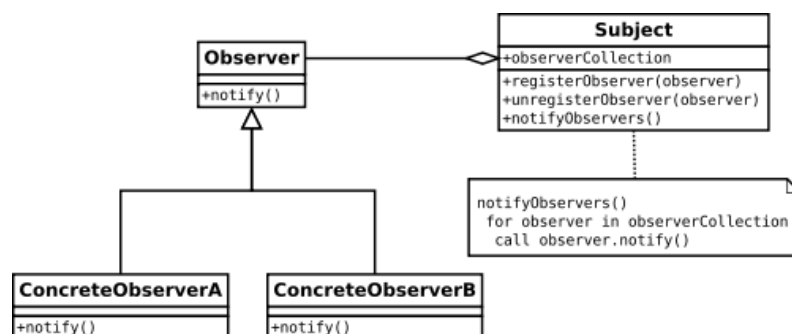 Observer
+notify()
Subject
+observerCollection
+registerObserver(observer)
+unregisterObserver(observer)
+notifyObservers()
notifyObservers()
for observer in observerCollection
call observer.notify()
ConcreteObserverA
+notify()
ConcreteObserverB
+notify()